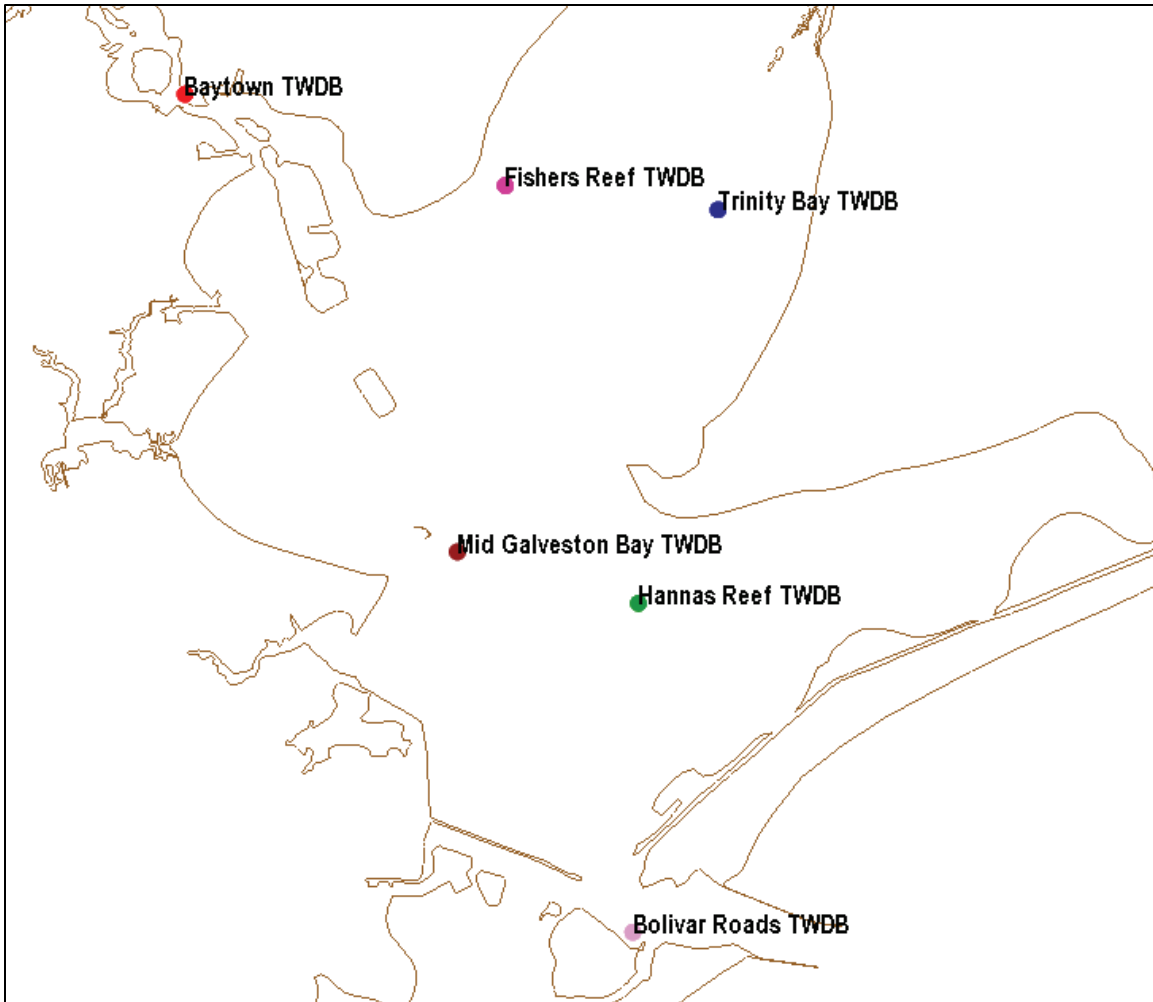 Baytown TWDB
Fishers Reef TWDB
Trinity Bay TWDB
Mid Galveston Bay TWDB
Hannas Reef TWDB
Bolivar Roads TWDB